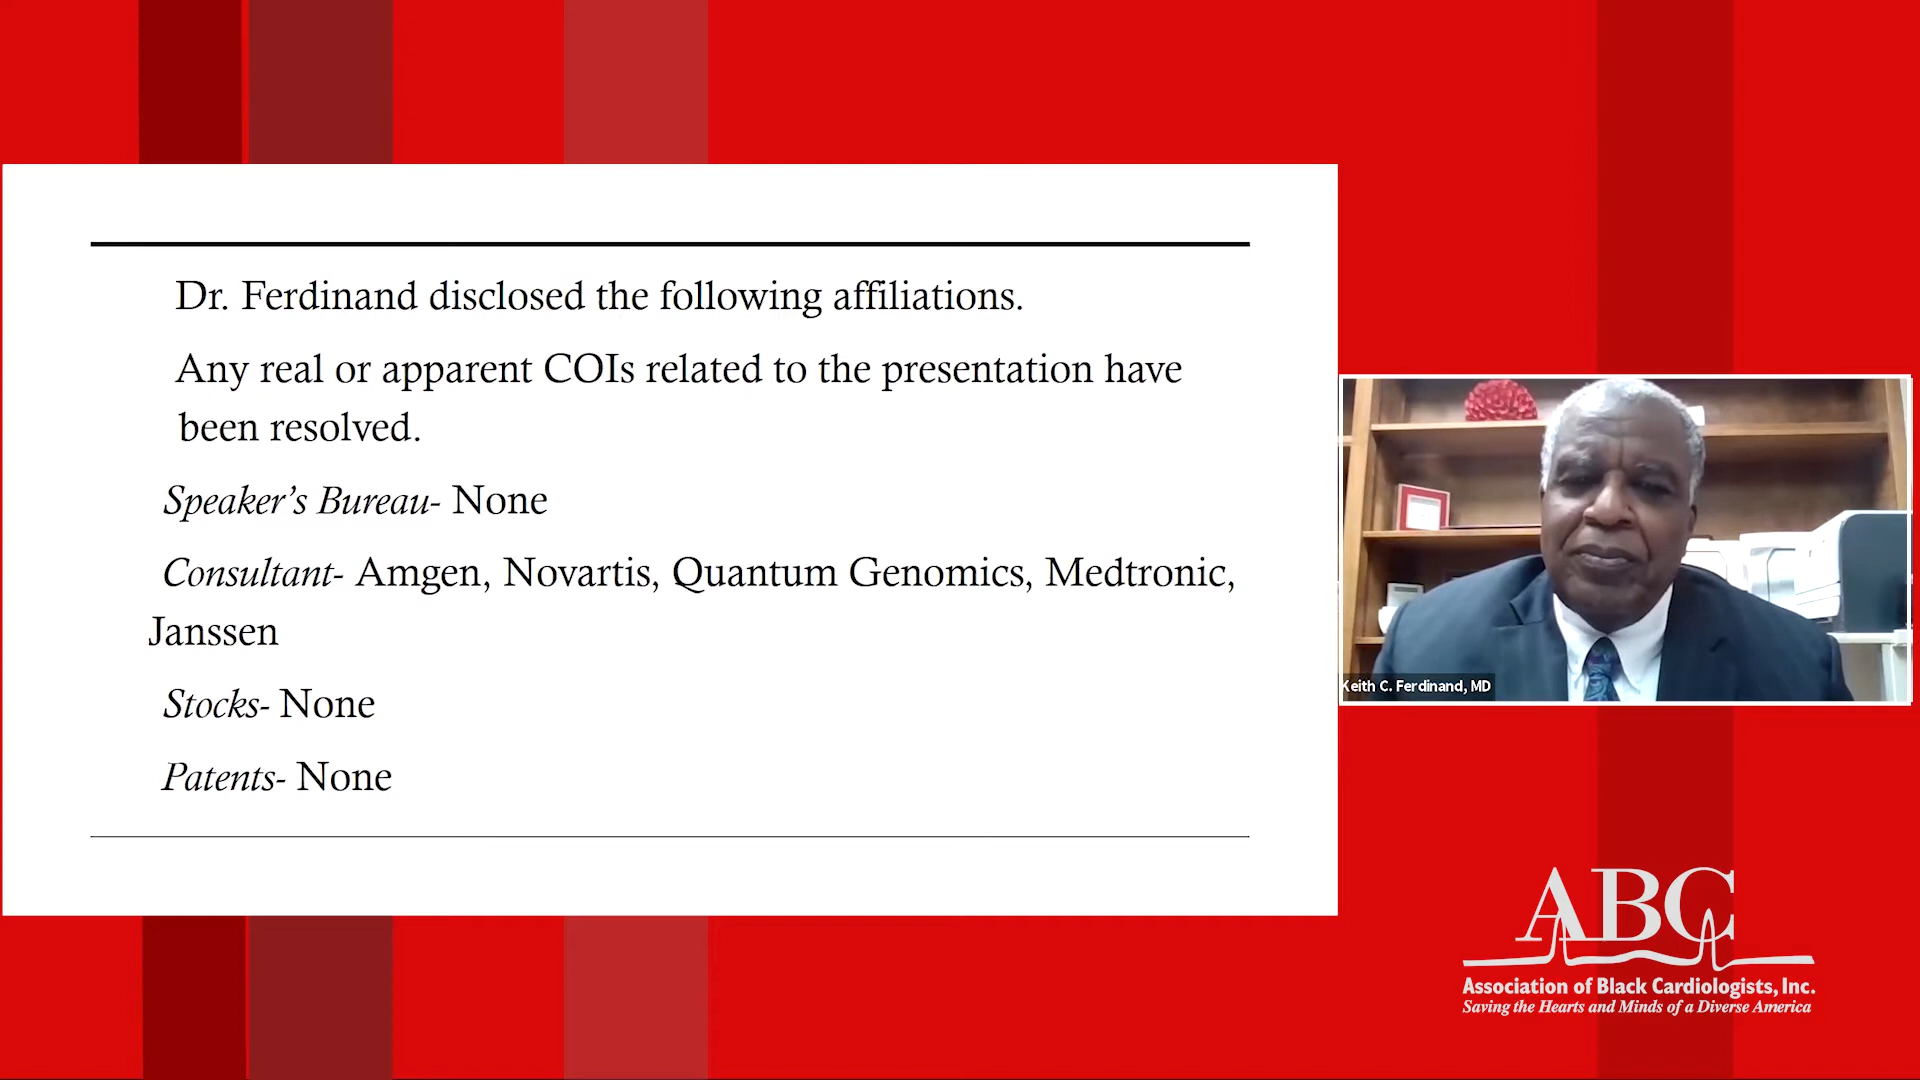 Dr. Ferdinand disclosed the following affiliations.
Any real or apparent COIs related to the presentation have
been resolved.
Speaker’s Bureau- None
Consultant- Amgen, Novartis, Quantum Genomics, Medtronic,
Janssen
Stocks- None
Patents- None
Keith C. Ferdinand, MD
ABC
Association of Black Cardiologists, Inc.
Saving the Hearts and Minds of a Diverse America